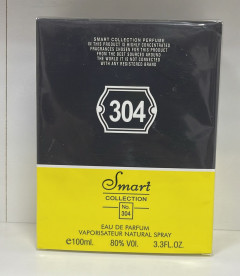 SMART COLLECTION PERFUME
IN THIS PRODUCT IS HIGHLY CONCENTRATED
FRAGRANCES CHOSEN FOR THIS PRODUCT
FROM THE BEST SOURCES AROUND
THE WORLD IT IS NOT CONNECTED
WITH ANY REGISTERED BRAND
304
Smart
COLLECTION
No.
304
EAU DE PARFUM
VAPORISATEUR NATURAL SPRAY
e100ml. 80% VOl. 3.3FL.OZ.